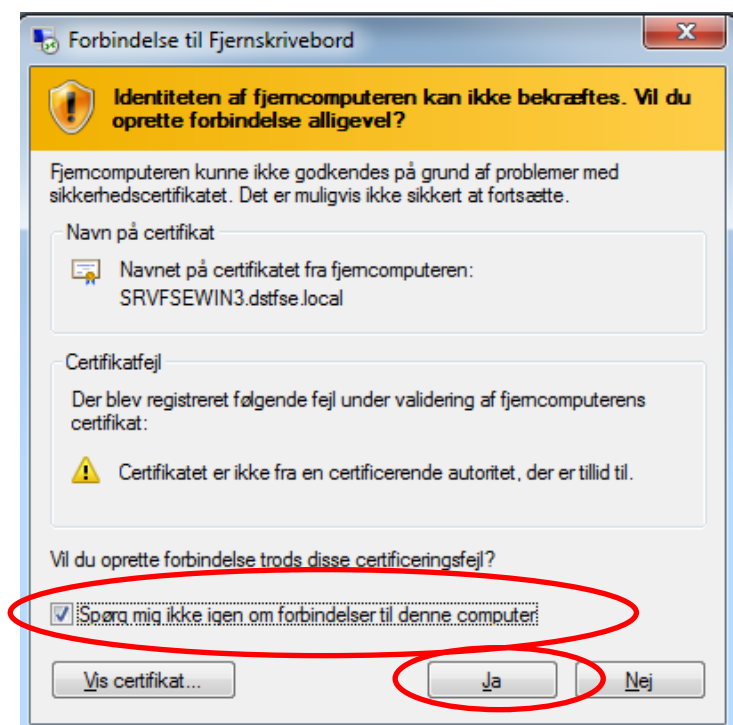 Forbindelse til Fjernskrivebord
Identiteten af fjerncomputeren kan ikke bekræftes. Vil du
oprette forbindelse alligevel?
Fjerncomputeren kunne ikke godkendes på grund af problemer med
sikkerhedscertifikatet. Det er muligvis ikke sikkert at fortsætte.
Navn på certifikat
Navnet på certifikatet fra fjerncomputeren:
SRVFSEWIN3.dstfse.local
Certifikatfejl
Der blev registreret følgende fejl under validering af fjerncomputerens
certifikat:
Certifikatet er ikke fra en certificerende autoritet, der er tillid til.
Vil du oprette forbindelse trods disse certificeringsfejl?
Spørg mig ikke igen om forbindelser til denne computer
Vis certifikat... Ja Nej